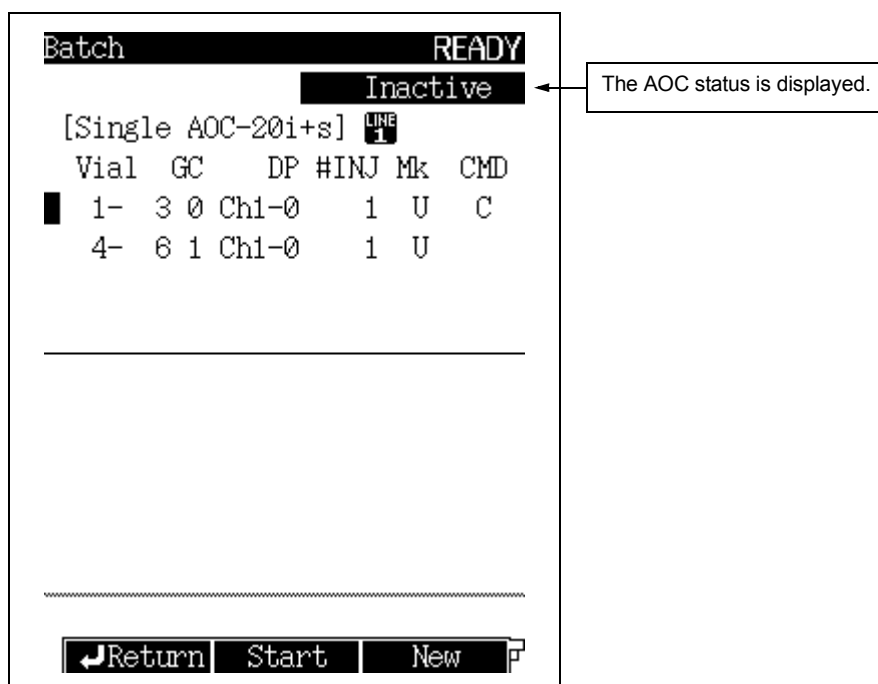 Batch READY
Inactive
The AOC status is displayed.
[Single AOC-20i+s] LINE 1
Vial GC DP #INJ Mk CMD
1- 3 0 Ch1-0 1 U C
4- 6 1 Ch1-0 1 U
↵Return Start New